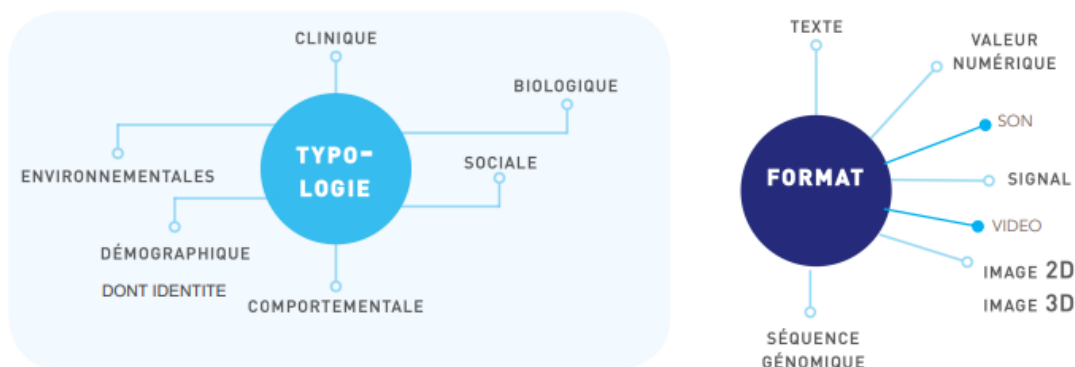 CLINIQUE
BIOLOGIQUE
TYPO-
LOGIE
SOCIALE
ENVIRONNEMENTALES
DÉMOGRAPHIQUE
DONT IDENTITE
COMPORTEMENTALE
TEXTE
VALEUR
NUMÉRIQUE
SON
FORMAT
SIGNAL
VIDEO
IMAGE 2D
IMAGE 3D
SÉQUENCE
GÉNOMIQUE